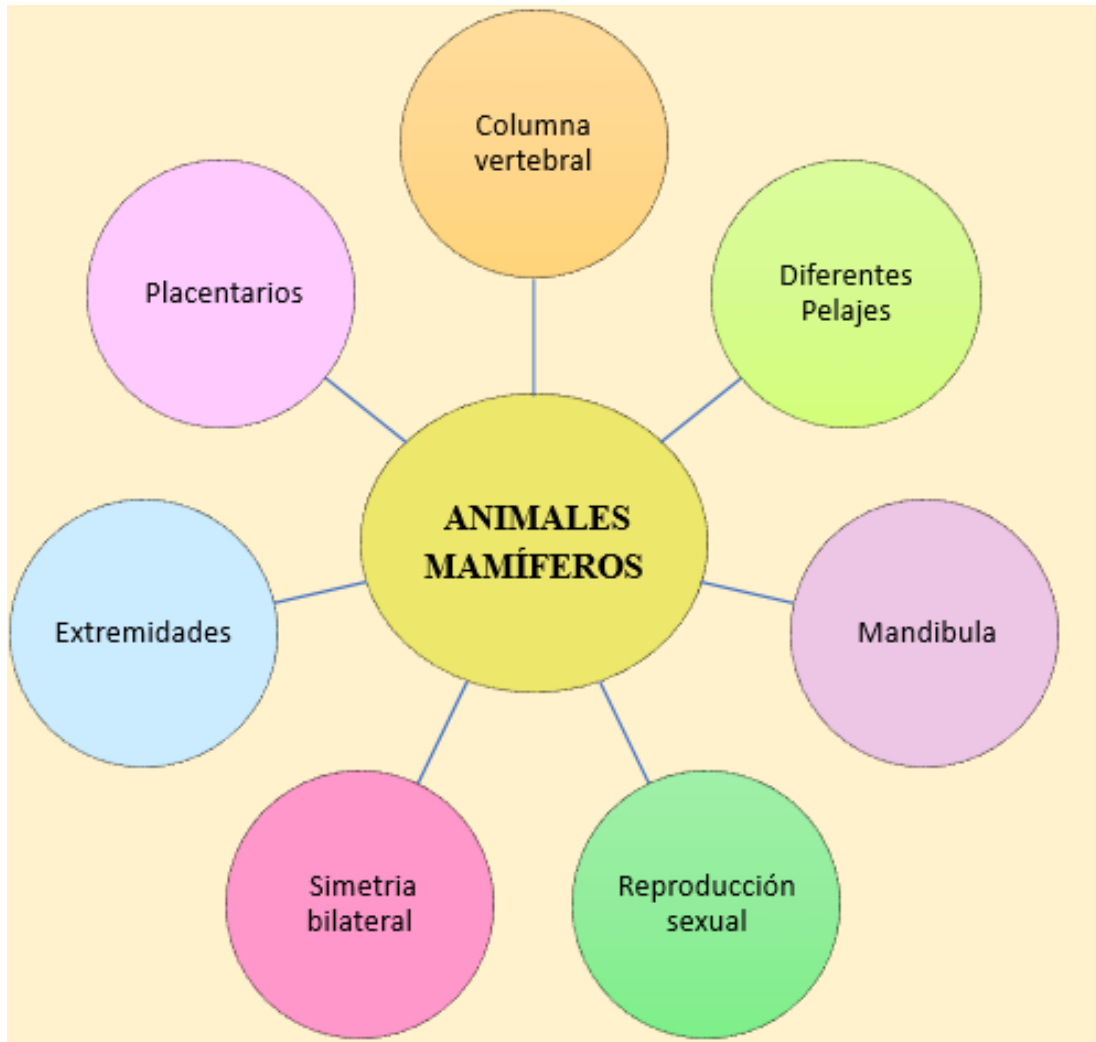 Columna
vertebral
Diferentes
Pelajes
Placentarios
ANIMALES
MAMÍFEROS
Extremidades
Mandibula
Simetria
bilateral
Reproducción
sexual